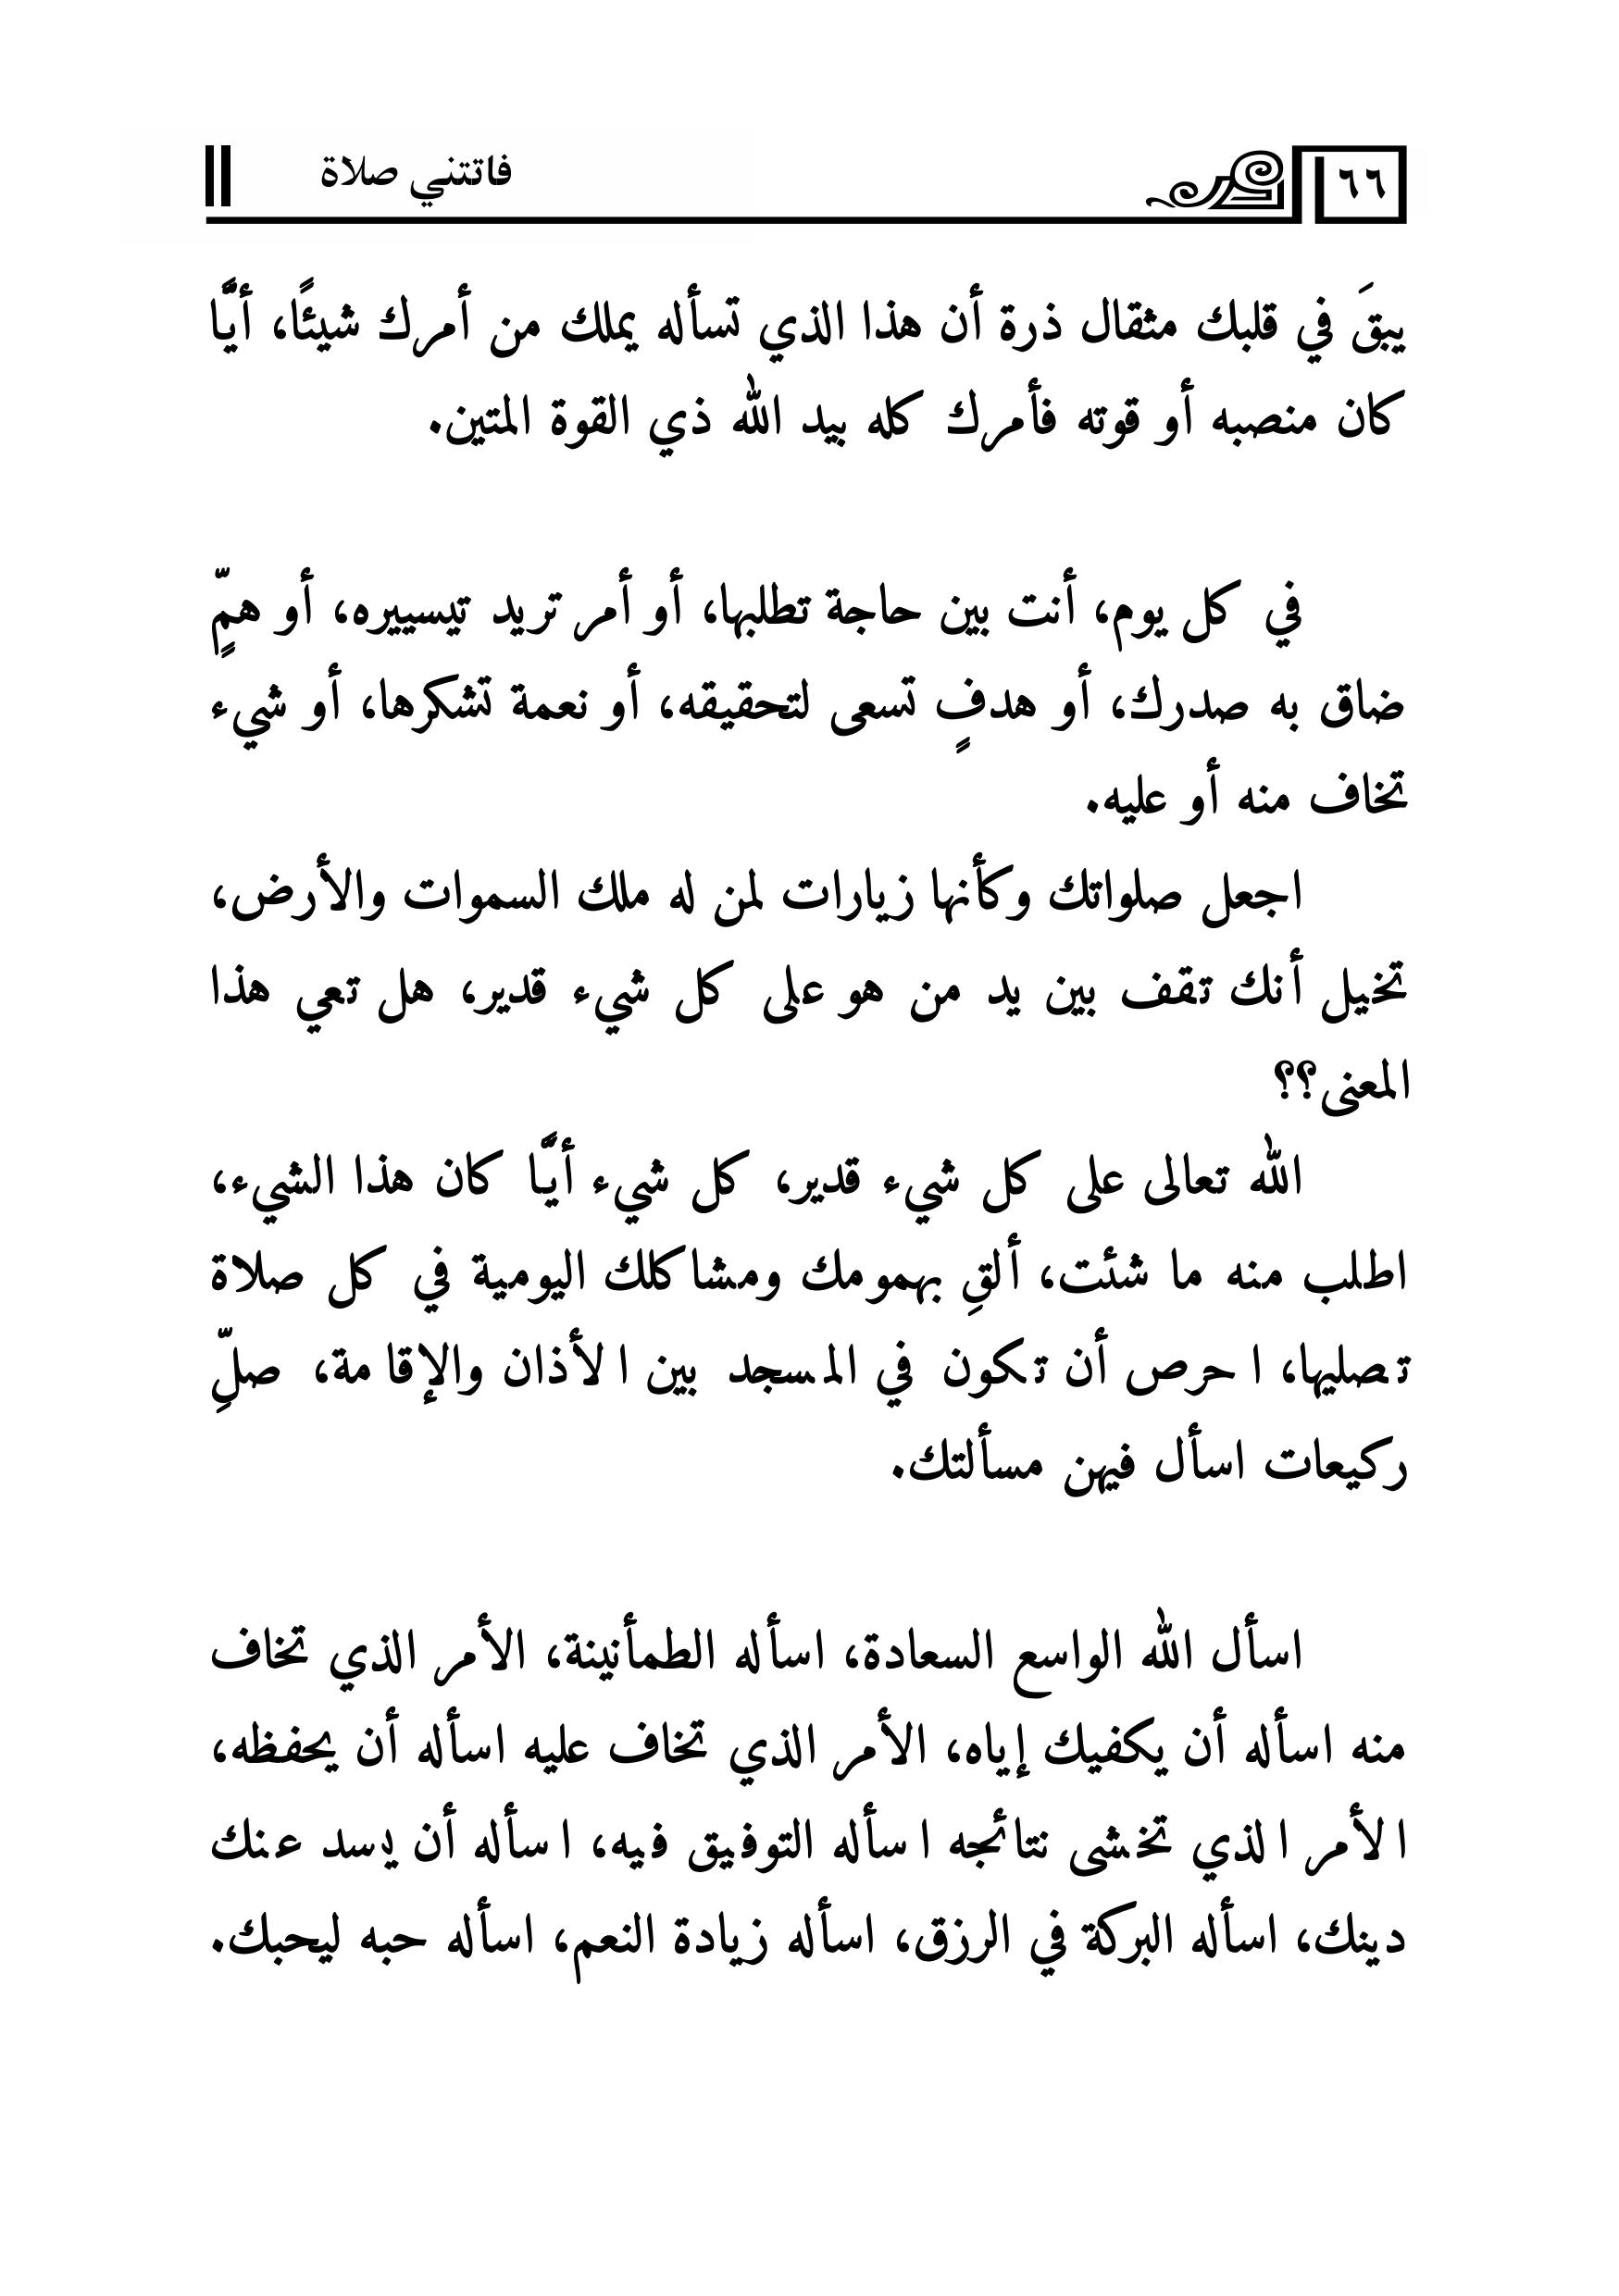 ٦٦ فاتتني صلاة
يبقَ في قلبك مثقال ذرة أن هذا الذي تسأله يملك من أمرك شيئًا، أيًّا
كان منصبه أو قوته فأمرك كله بيد الله ذي القوة المتين.
في كل يوم، أنت بين حاجة تطلبها، أو أمر تريد تيسييره، أو همٍّ
ضاق به صدرك، أو هدفٍ تسعى لتحقيقه، أو نعمة تشكرها، أو شيء
تخاف منه أو عليه.
اجعل صلواتك وكأنها زيارات لمن له ملك السموات والأرض،
تخيل أنك تقف بين يد من هو على كل شيء قدير، هل تعي هذا
المعنى؟؟
الله تعالى على كل شيء قدير، كل شيء أيًّا كان هذا الشيء،
اطلب منه ما شئت، ألقِ بهمومك ومشاكلك اليومية في كل صلاة
تصليها، احرص أن تكون في المسجد بين الأذان والإقامة، صلِّ
ركيعات اسأل فيهن مسألتك.
اسأل الله الواسع السعادة، اسأله الطمأنينة، الأمر الذي تخاف
منه اسأله أن يكفيك إياه، الأمر الذي تخاف عليه اسأله أن يحفظه،
الأمر الذي تخشى نتائجه اسأله التوفيق فيه، اسأله أن يسد عنك
دينك، اسأله البركة في الرزق، اسأله زيادة النعم، اسأله حبه ليحبك.